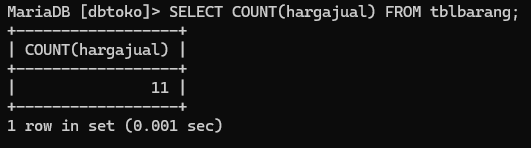 MariaDB [dbtoko]> SELECT COUNT(hargajual) FROM tblbarang;
+------------------+
| COUNT(hargajual) |
+------------------+
|               11 |
+------------------+
1 row in set (0.001 sec)